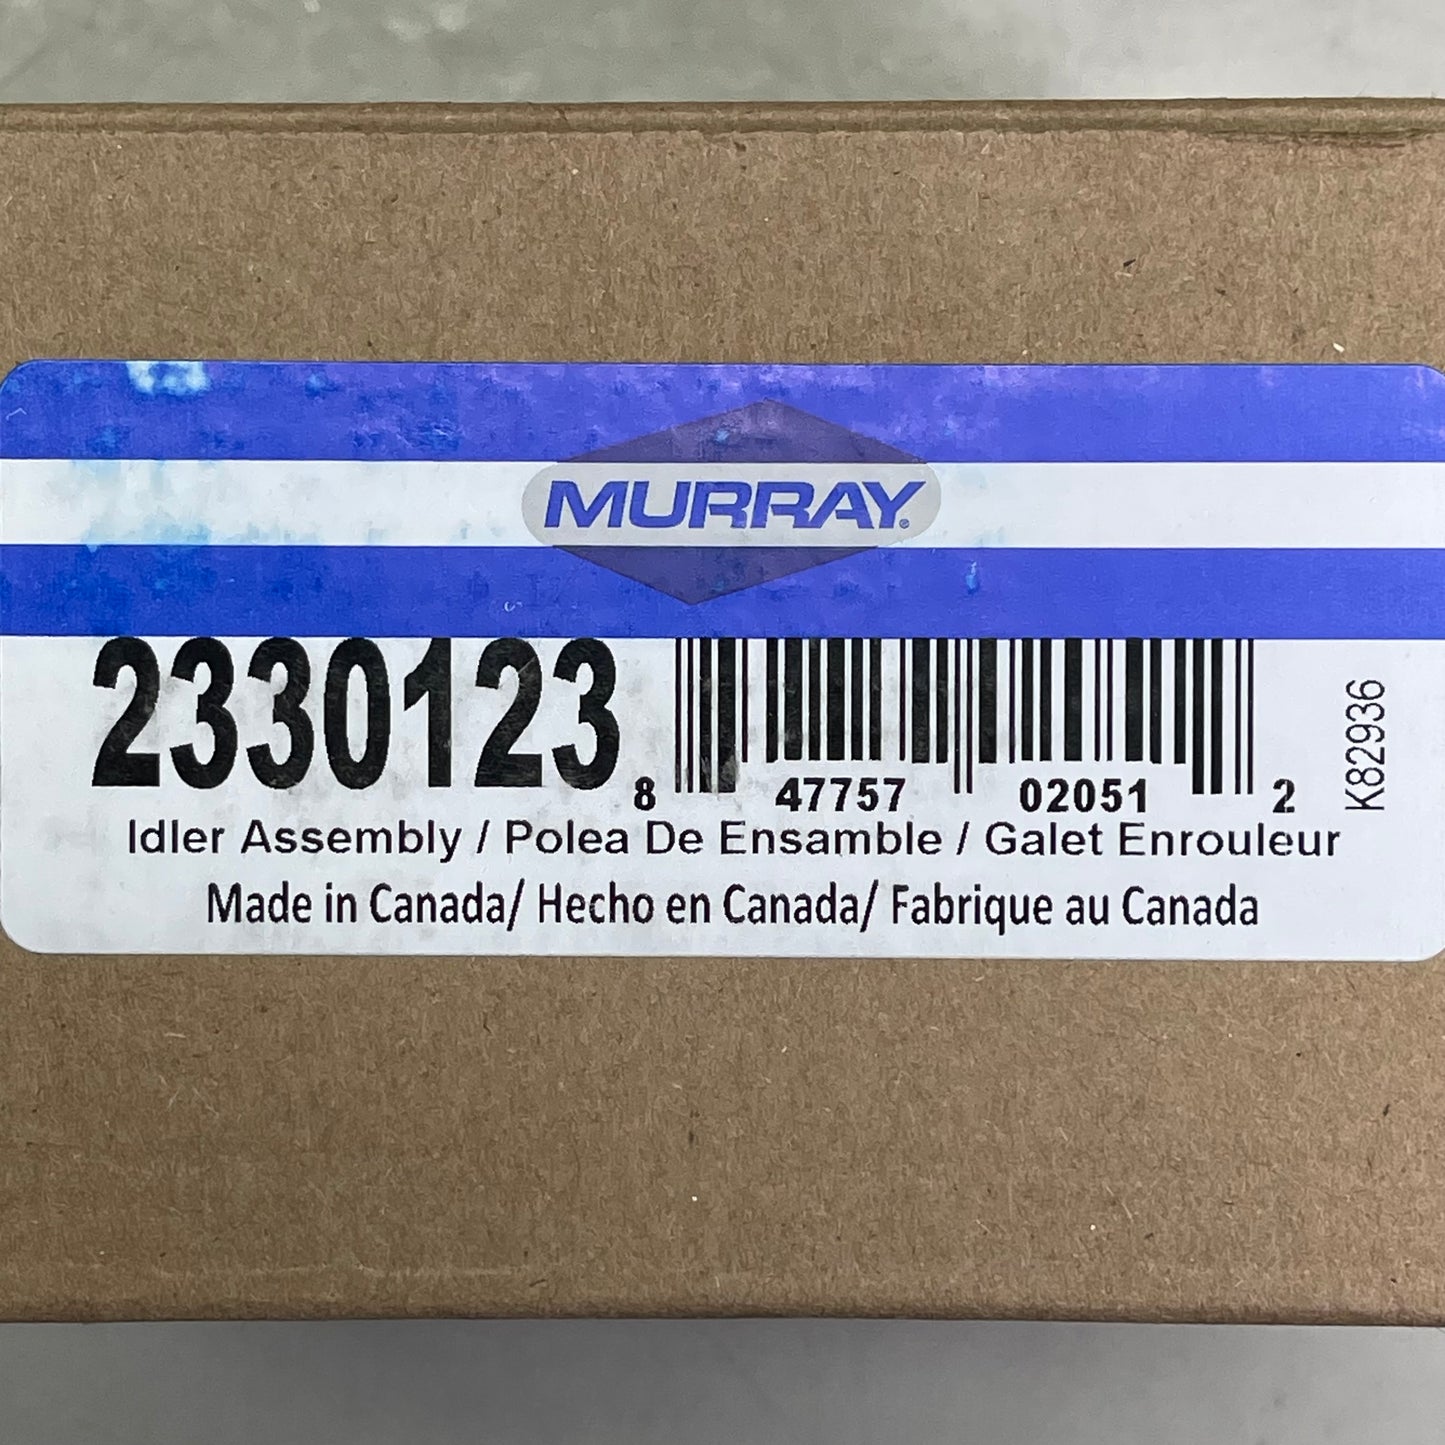 MURRAY®
2330123
8 47757 02051 2
K82936
Idler Assembly / Polea De Ensamble / Galet Enrouleur
Made in Canada/ Hecho en Canada/ Fabrique au Canada